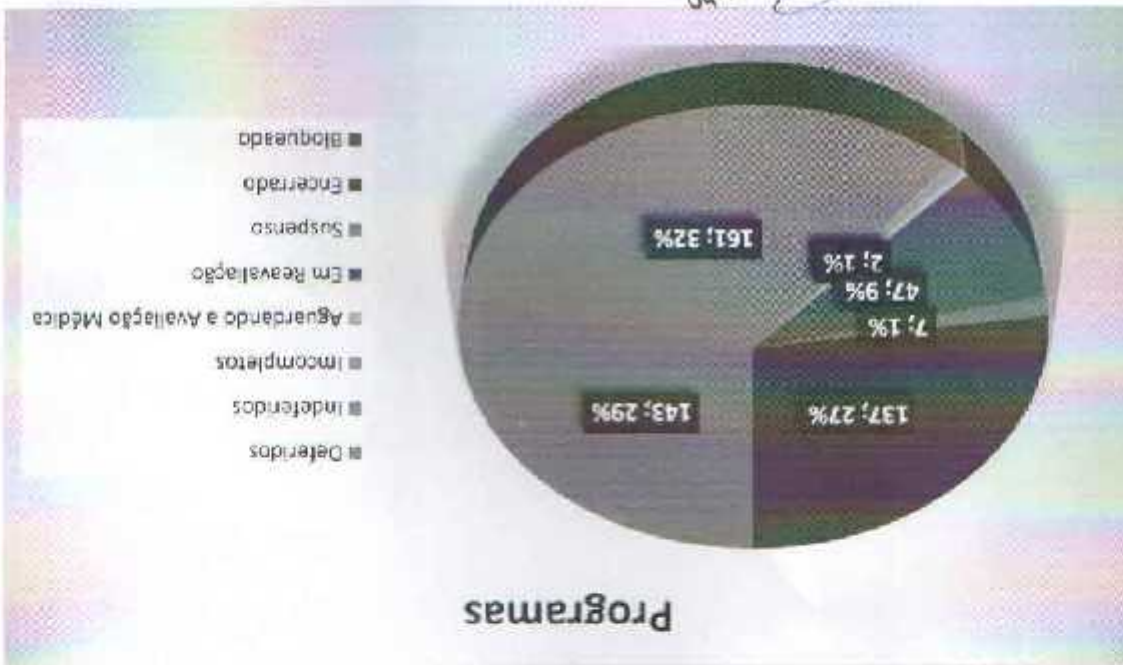 Programas
137; 27%
143; 29%
7; 1%
47; 9%
2; 1%
161; 32%
Deferidos
Indeferidos
Imcompletos
Aguardando a Avaliação Médica
Em Reavaliação
Suspenso
Encerrado
Bloqueado